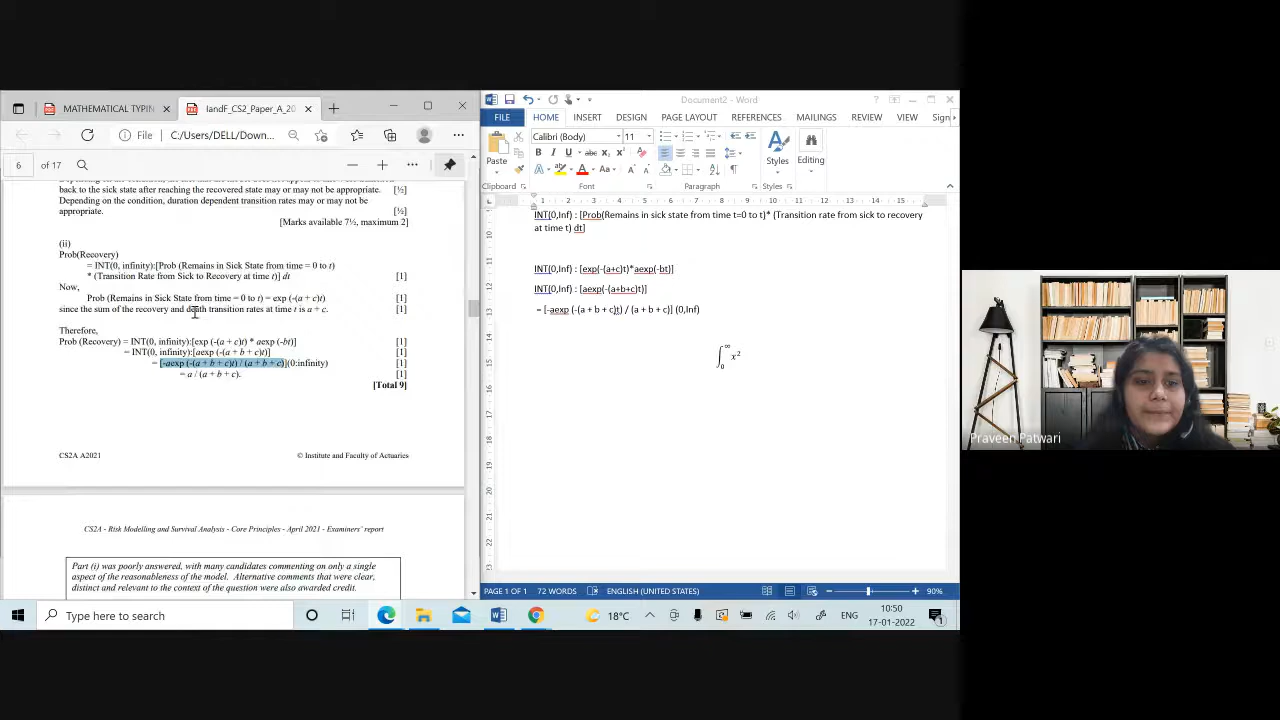 MATHEMATICAL TYPIN
IandF_CS2_Paper_A_20
File
C:/Users/DELL/Down...
6 of 17
back to the sick state after reaching the recovered state may or may not be appropriate. [½]
Depending on the condition, duration dependent transition rates may or may not be
appropriate. [½]
[Marks available 7½, maximum 2]
(ii)
Prob(Recovery)
= INT(0, infinity):[Prob (Remains in Sick State from time = 0 to t)
* (Transition Rate from Sick to Recovery at time t)] dt [1]
Now,
Prob (Remains in Sick State from time = 0 to t) = exp (-(a + c)t) [1]
since the sum of the recovery and death transition rates at time t is a + c. [1]
Therefore,
Prob (Recovery) = INT(0, infinity):[exp (-(a + c)t) * aexp (-bt)] [1]
= INT(0, infinity):[aexp (-(a + b + c)t)] [1]
= [-aexp (-(a + b + c)t) / (a + b + c)](0:infinity) [1]
= a / (a + b + c). [1]
[Total 9]
CS2A A2021 © Institute and Faculty of Actuaries
CS2A - Risk Modelling and Survival Analysis - Core Principles - April 2021 - Examiners' report
Part (i) was poorly answered, with many candidates commenting on only a single
aspect of the reasonableness of the model. Alternative comments that were clear,
distinct and relevant to the context of the question were also awarded credit.
Document2 - Word
FILE HOME INSERT DESIGN PAGE LAYOUT REFERENCES MAILINGS REVIEW VIEW Sign
Calibri (Body) 11
Paste
Styles
Editing
Clipboard Font Paragraph Styles
INT(0,Inf) : [Prob(Remains in sick state from time t=0 to t)* (Transition rate from sick to recovery
at time t) dt]
INT(0,Inf) : [exp(-(a+c)t)*aexp(-bt)]
INT(0,Inf) : [aexp(-(a+b+c)t)]
= [-aexp (-(a + b + c)t) / (a + b + c)] (0,Inf)
∫₀^∞ x²
PAGE 1 OF 1 72 WORDS ENGLISH (UNITED STATES) 90%
Type here to search
18°C
ENG
10:50
17-01-2022
Praveen Patwari